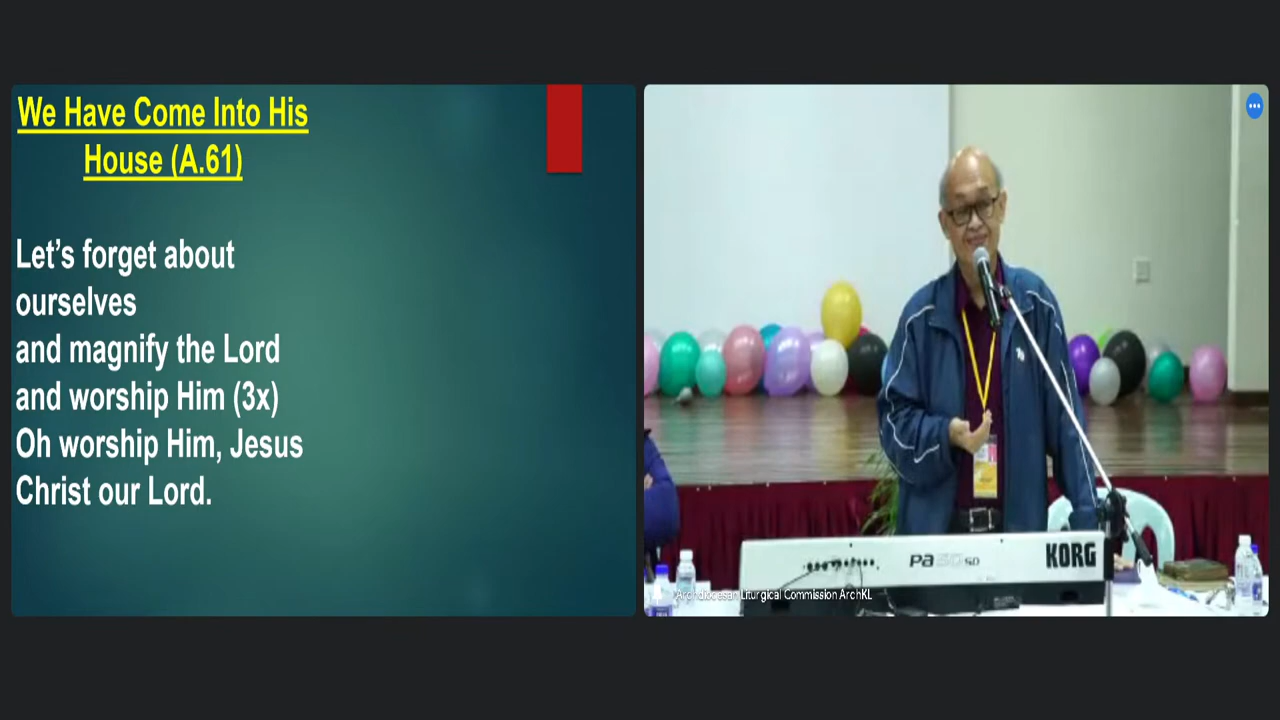 We Have Come Into His
House (A.61)
Let’s forget about
ourselves
and magnify the Lord
and worship Him (3x)
Oh worship Him, Jesus
Christ our Lord.
Pa
KORG
Archdiocesan Liturgical Commission ArchKL